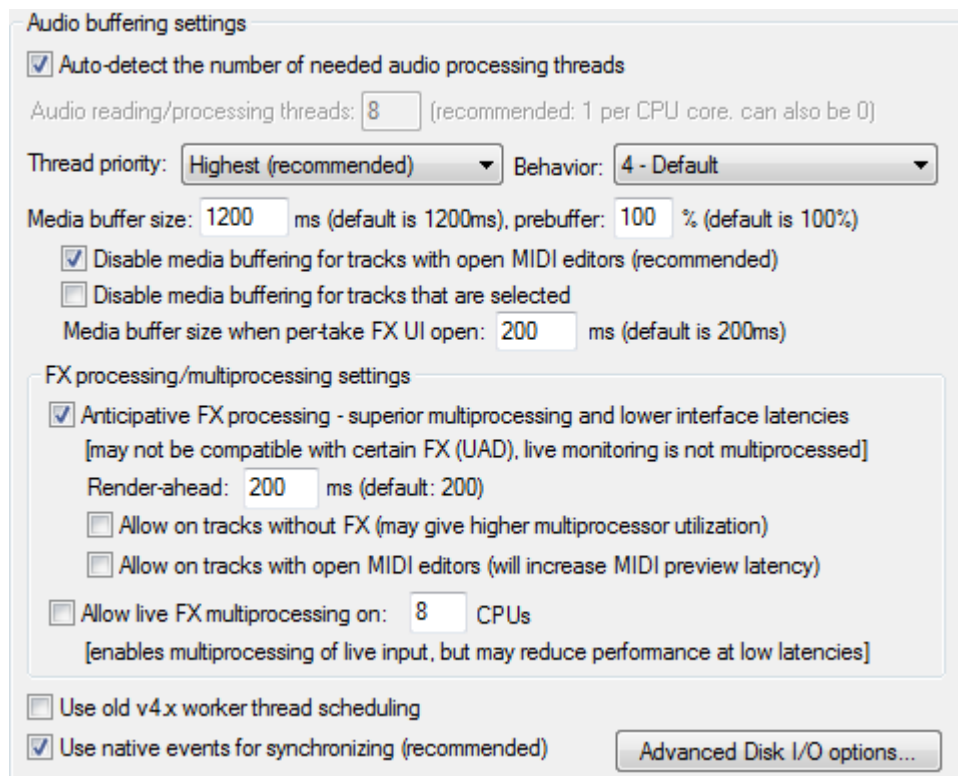 Audio buffering settings
Auto-detect the number of needed audio processing threads
Audio reading/processing threads: 8 (recommended: 1 per CPU core. can also be 0)
Thread priority: Highest (recommended) Behavior: 4 - Default
Media buffer size: 1200 ms (default is 1200ms), prebuffer: 100 % (default is 100%)
Disable media buffering for tracks with open MIDI editors (recommended)
Disable media buffering for tracks that are selected
Media buffer size when per-take FX UI open: 200 ms (default is 200ms)
FX processing/multiprocessing settings
Anticipative FX processing - superior multiprocessing and lower interface latencies
[may not be compatible with certain FX (UAD), live monitoring is not multiprocessed]
Render-ahead: 200 ms (default: 200)
Allow on tracks without FX (may give higher multiprocessor utilization)
Allow on tracks with open MIDI editors (will increase MIDI preview latency)
Allow live FX multiprocessing on: 8 CPUs
[enables multiprocessing of live input, but may reduce performance at low latencies]
Use old v4.x worker thread scheduling
Use native events for synchronizing (recommended) Advanced Disk I/O options...